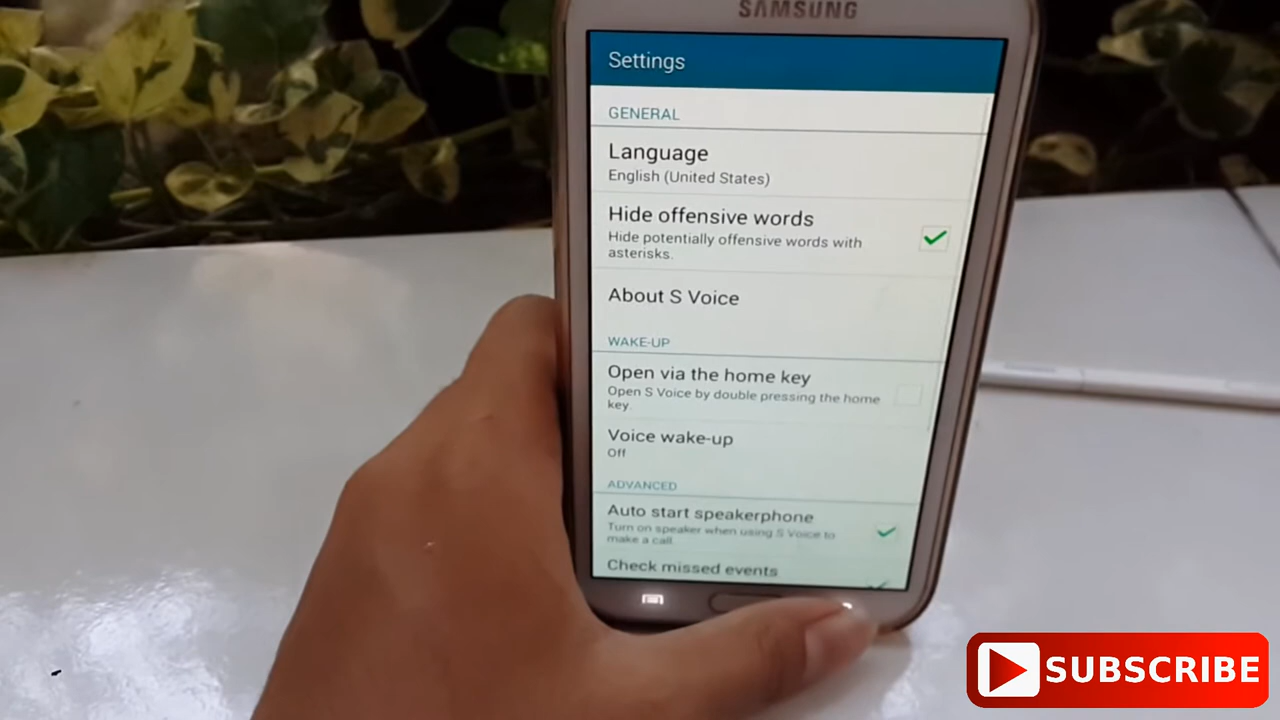 SAMSUNG
Settings
GENERAL
Language
English (United States)
Hide offensive words
Hide potentially offensive words with
asterisks.
About S Voice
WAKE-UP
Open via the home key
Open S Voice by double pressing the home
key.
Voice wake-up
Off
ADVANCED
Auto start speakerphone
Turn on speaker when using S Voice to
make a call.
Check missed events
SUBSCRIBE